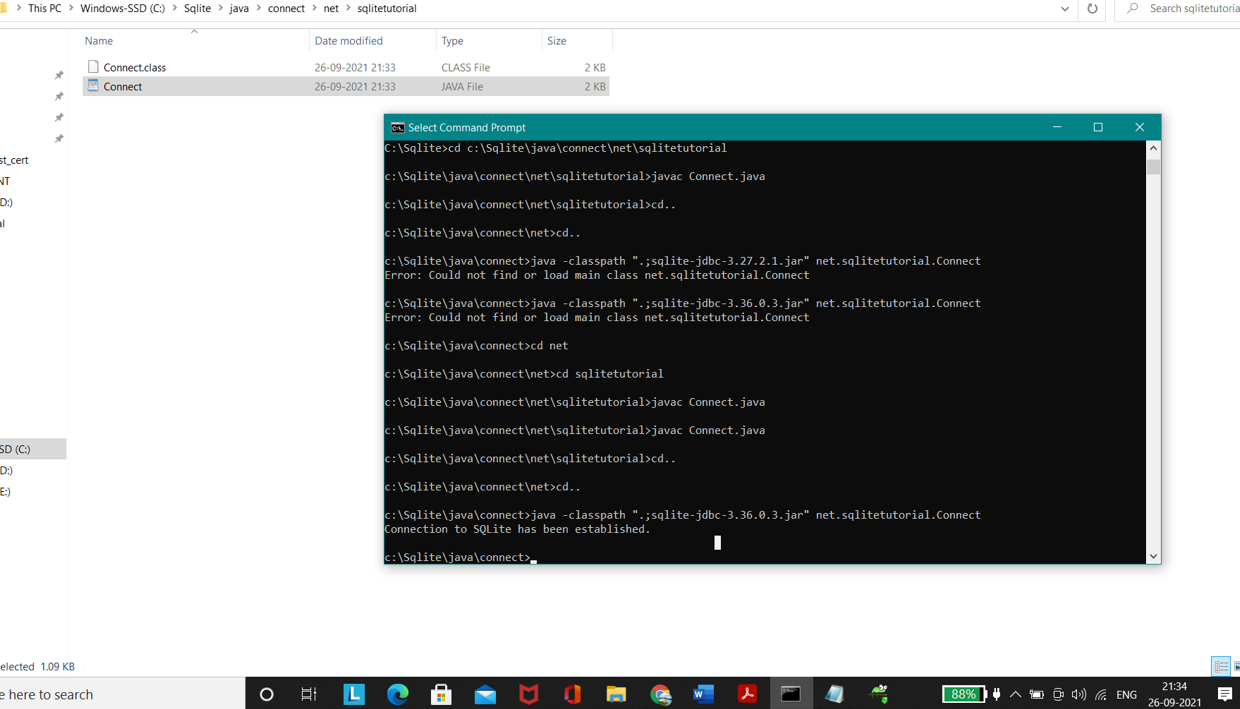 This PC > Windows-SSD (C:) > Sqlite > java > connect > net > sqlitetutorial
Search sqlitetutoria
Name Date modified Type Size
Connect.class 26-09-2021 21:33 CLASS File 2 KB
Connect 26-09-2021 21:33 JAVA File 2 KB
st_cert
NT
D:)
al
SD (C:)
D:)
E:)
Select Command Prompt
C:\Sqlite>cd c:\Sqlite\java\connect\net\sqlitetutorial
c:\Sqlite\java\connect\net\sqlitetutorial>javac Connect.java
c:\Sqlite\java\connect\net\sqlitetutorial>cd..
c:\Sqlite\java\connect\net>cd..
c:\Sqlite\java\connect>java -classpath ".;sqlite-jdbc-3.27.2.1.jar" net.sqlitetutorial.Connect
Error: Could not find or load main class net.sqlitetutorial.Connect
c:\Sqlite\java\connect>java -classpath ".;sqlite-jdbc-3.36.0.3.jar" net.sqlitetutorial.Connect
Error: Could not find or load main class net.sqlitetutorial.Connect
c:\Sqlite\java\connect>cd net
c:\Sqlite\java\connect\net>cd sqlitetutorial
c:\Sqlite\java\connect\net\sqlitetutorial>javac Connect.java
c:\Sqlite\java\connect\net\sqlitetutorial>javac Connect.java
c:\Sqlite\java\connect\net\sqlitetutorial>cd..
c:\Sqlite\java\connect\net>cd..
c:\Sqlite\java\connect>java -classpath ".;sqlite-jdbc-3.36.0.3.jar" net.sqlitetutorial.Connect
Connection to SQLite has been established.
c:\Sqlite\java\connect>_
elected 1.09 KB
e here to search
88%
ENG
21:34
26-09-2021